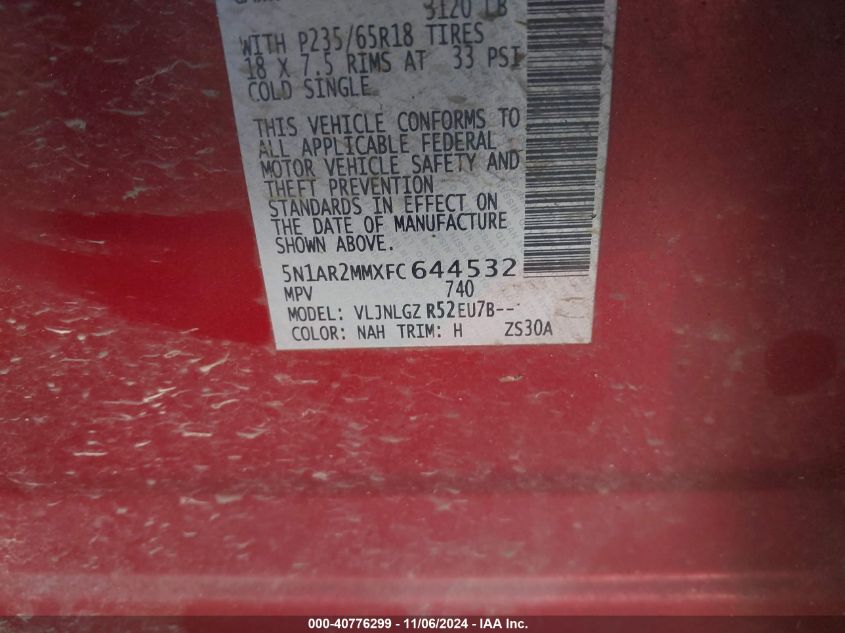 3120 LB
WITH P235/65R18 TIRES
18 X 7.5 RIMS AT 33 PSI
COLD SINGLE
THIS VEHICLE CONFORMS TO
ALL APPLICABLE FEDERAL
MOTOR VEHICLE SAFETY AND
THEFT PREVENTION
STANDARDS IN EFFECT ON
THE DATE OF MANUFACTURE
SHOWN ABOVE.
5N1AR2MMXFC644532
MPV 740
MODEL: VLJNLGZ R52EU7B--
COLOR: NAH TRIM: H ZS30A
000-40776299 - 11/06/2024 - IAA Inc.